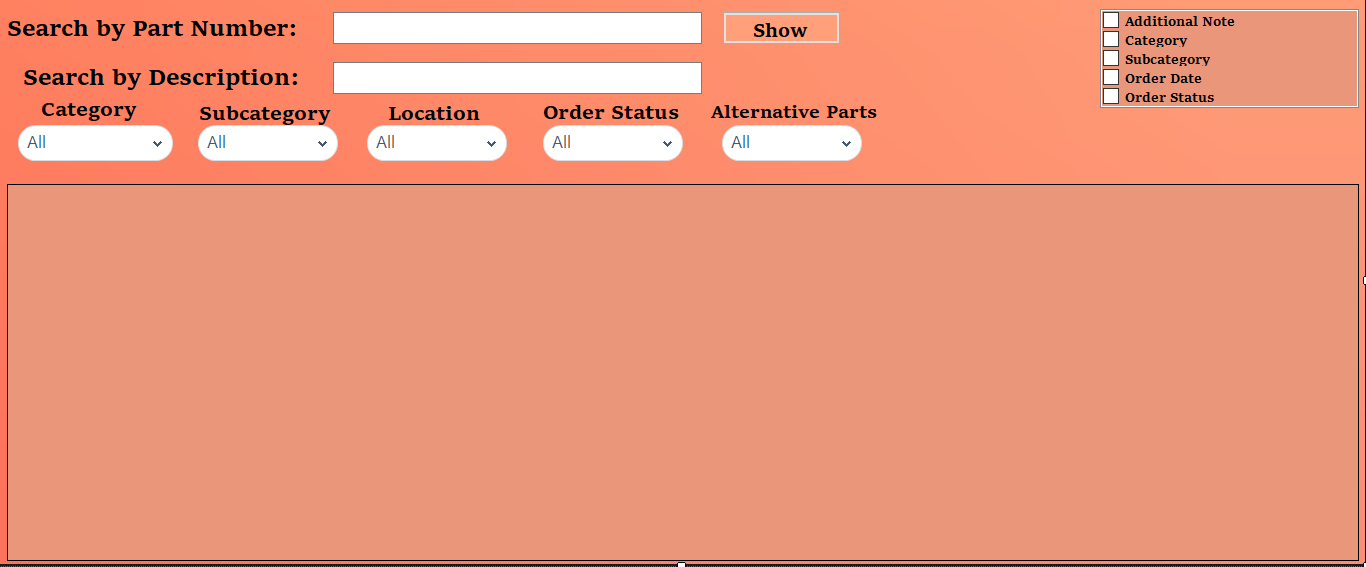 Search by Part Number:
Show
Search by Description:
Category
Subcategory
Location
Order Status
Alternative Parts
All
All
All
All
All
Additional Note
Category
Subcategory
Order Date
Order Status